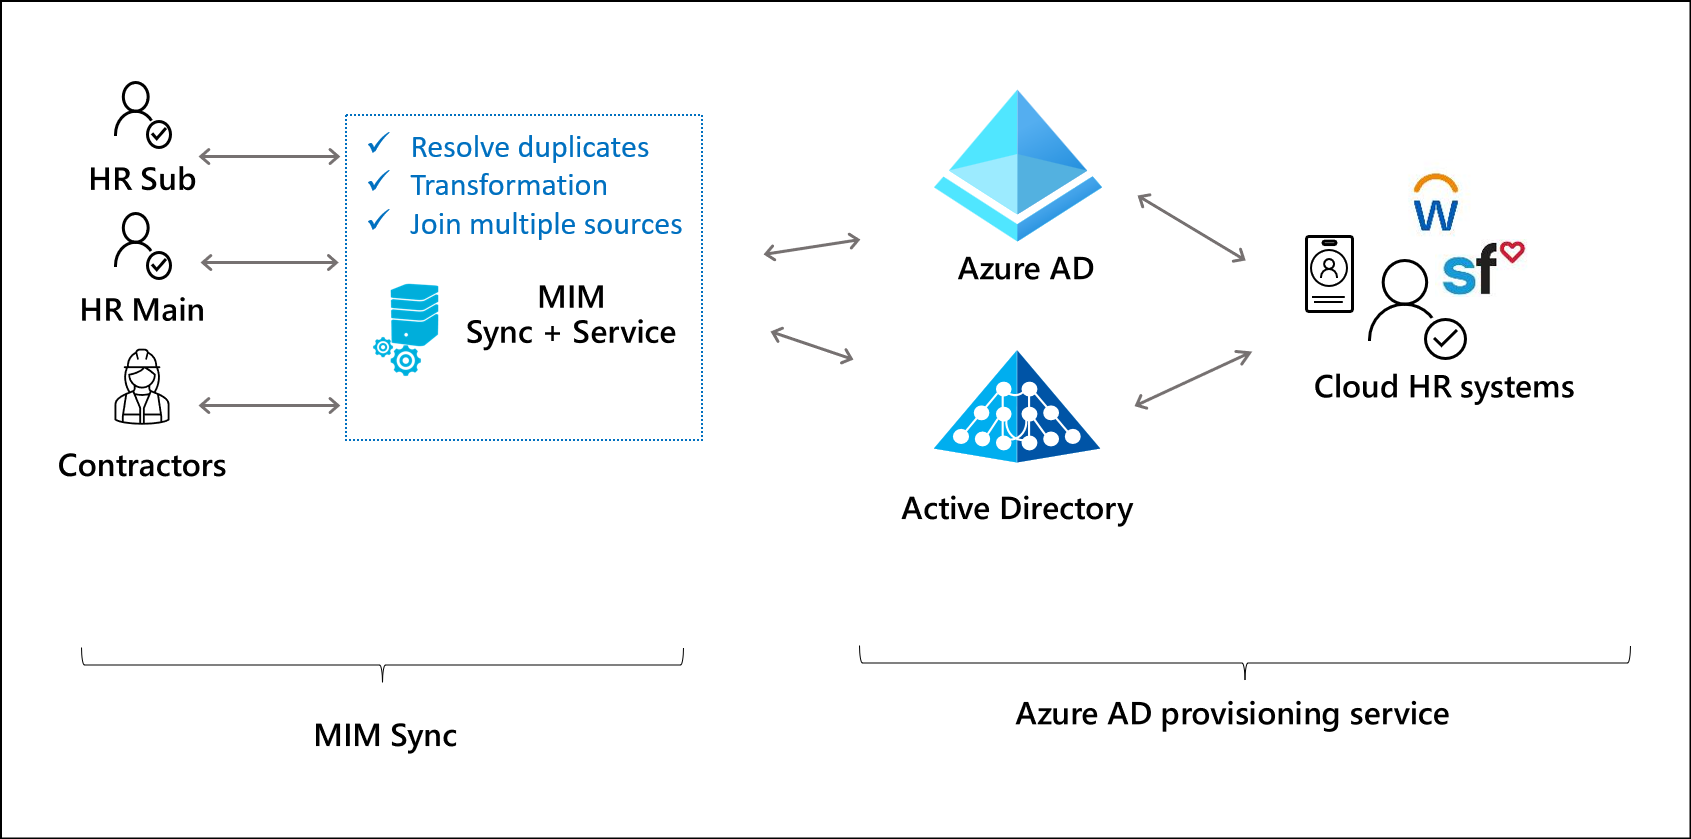 HR Sub
HR Main
Contractors
Resolve duplicates
Transformation
Join multiple sources
MIM
Sync + Service
Azure AD
Active Directory
w
sf
Cloud HR systems
MIM Sync
Azure AD provisioning service